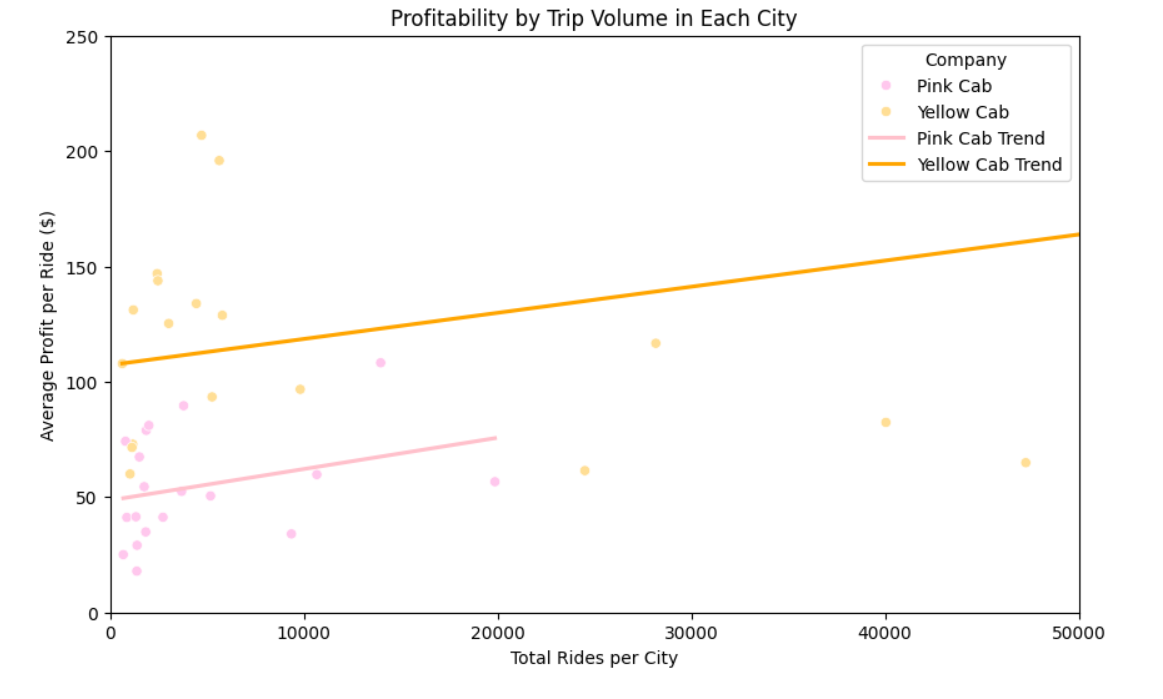 Profitability by Trip Volume in Each City
250
200
150
100
50
0
Average Profit per Ride ($)
Company
Pink Cab
Yellow Cab
Pink Cab Trend
Yellow Cab Trend
0 10000 20000 30000 40000 50000
Total Rides per City